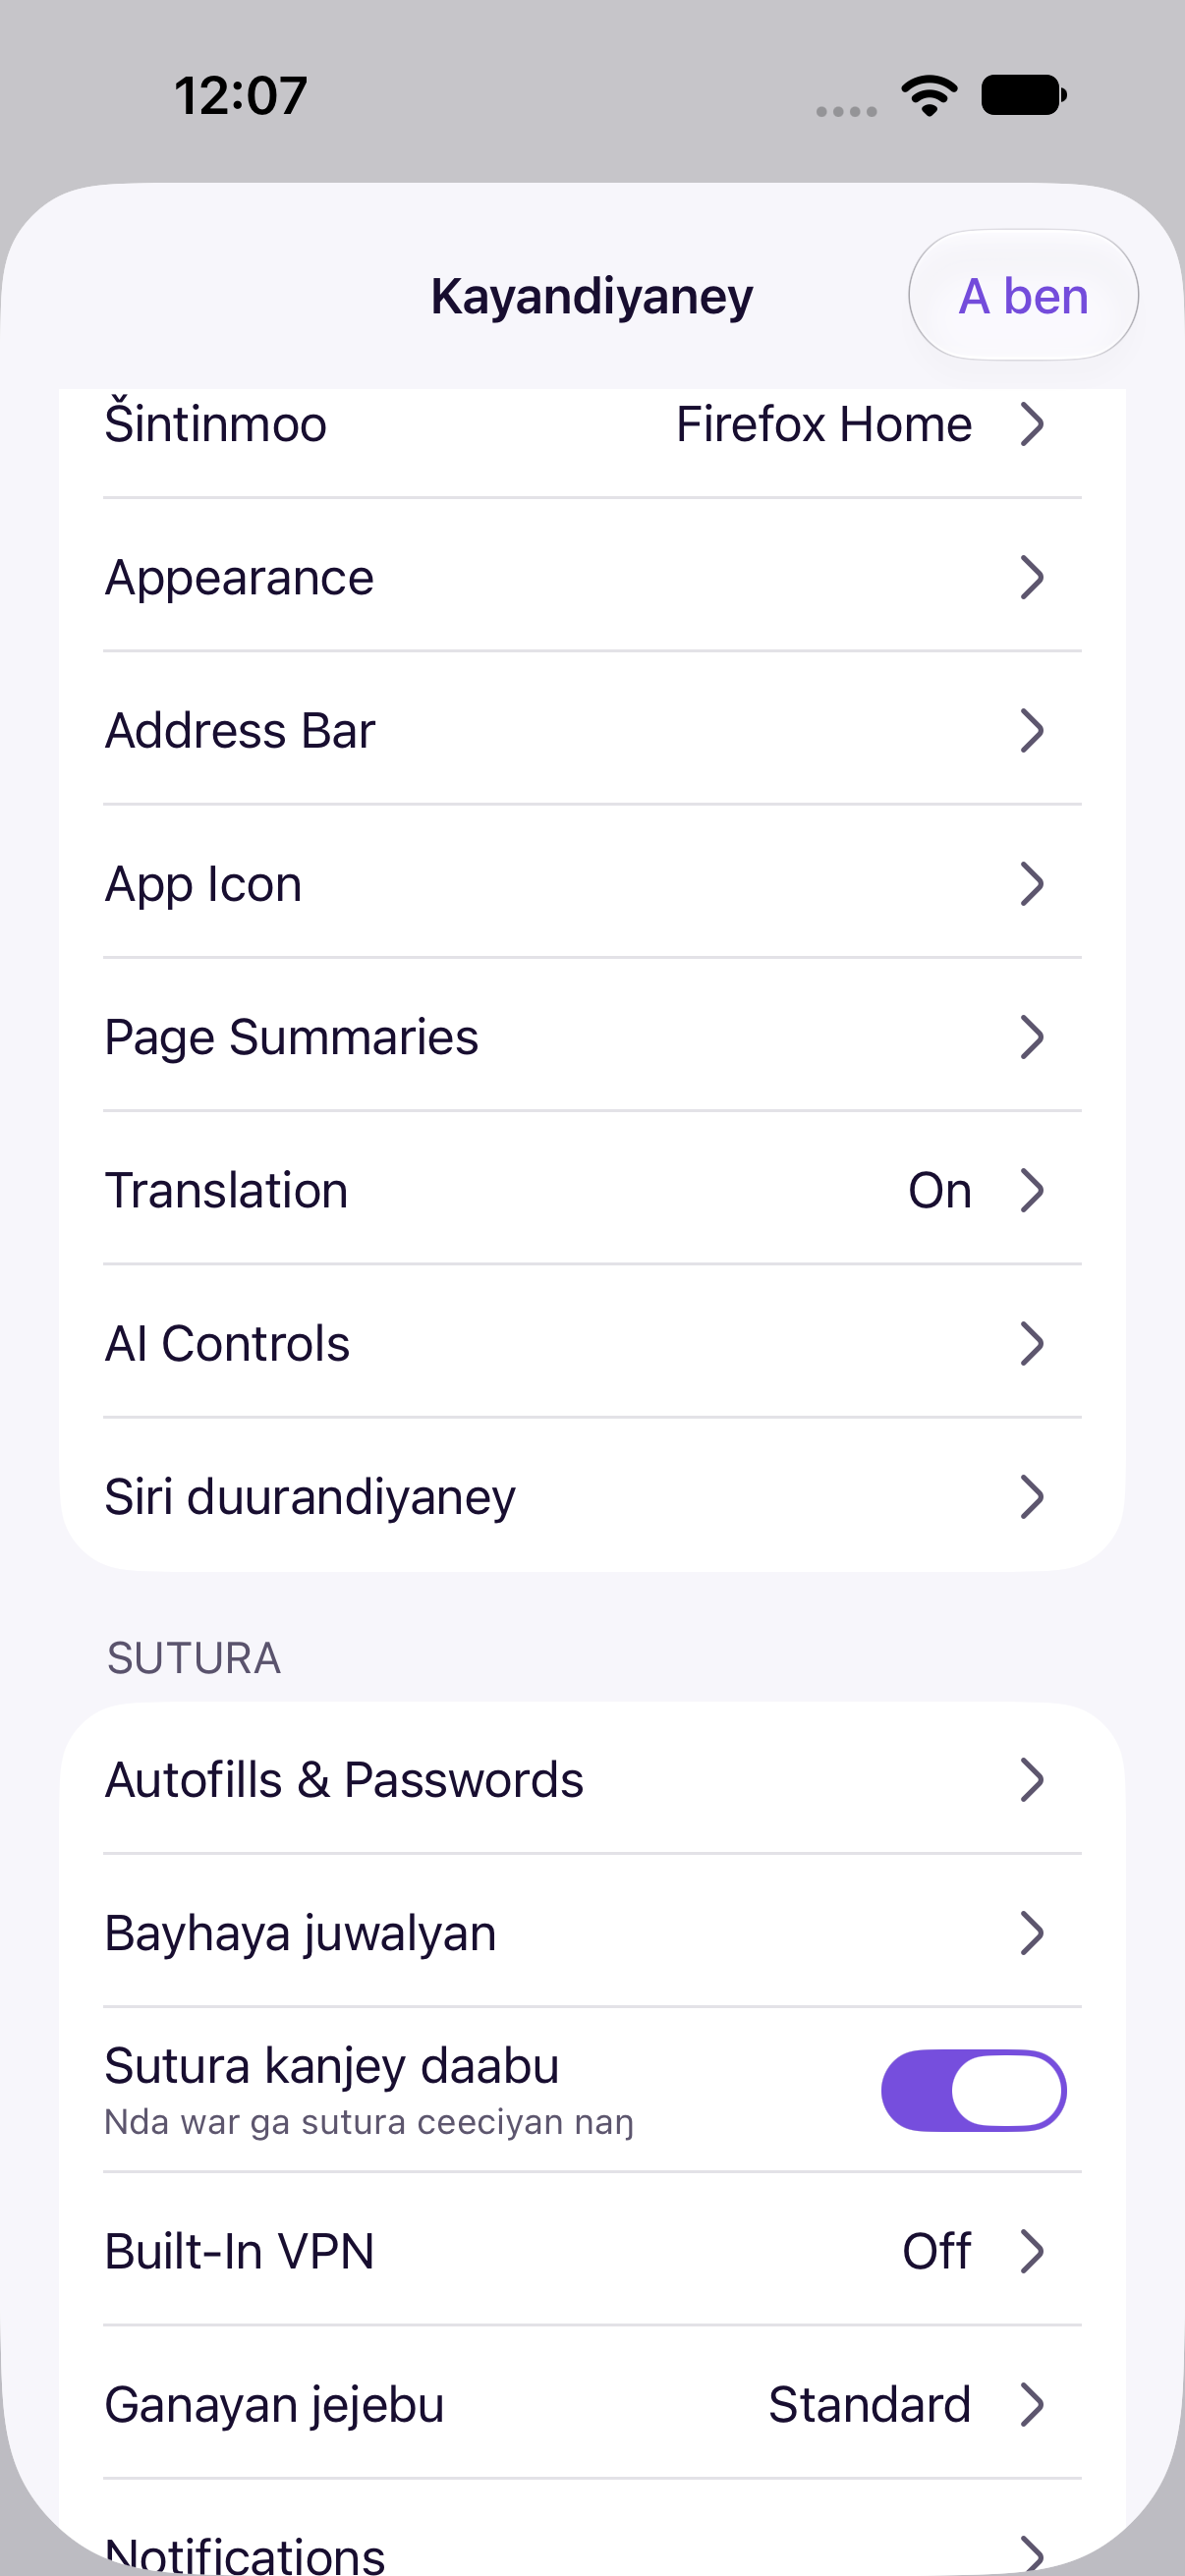 12:07
Kayandiyaney
A ben
Šintinmoo Firefox Home
Appearance
Address Bar
App Icon
Page Summaries
Translation On
AI Controls
Siri duurandiyaney
SUTURA
Autofills & Passwords
Bayhaya juwalyan
Sutura kanjey daabu
Nda war ga sutura ceeciyan naŋ
Built-In VPN Off
Ganayan jejebu Standard
Notifications